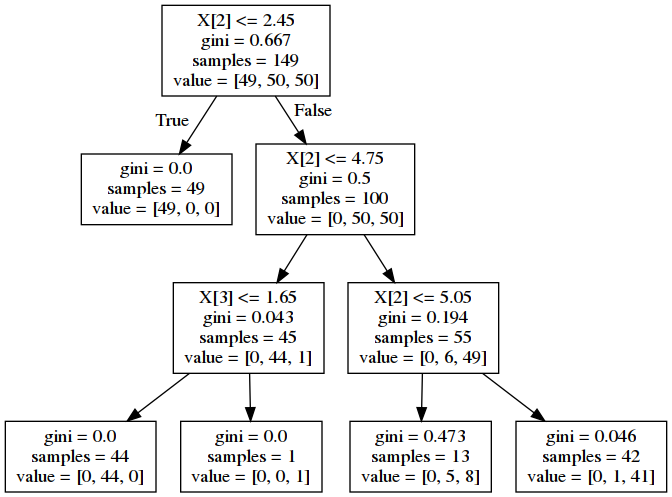 X[2] <= 2.45
gini = 0.667
samples = 149
value = [49, 50, 50]
True
False
gini = 0.0
samples = 49
value = [49, 0, 0]
X[2] <= 4.75
gini = 0.5
samples = 100
value = [0, 50, 50]
X[3] <= 1.65
gini = 0.043
samples = 45
value = [0, 44, 1]
X[2] <= 5.05
gini = 0.194
samples = 55
value = [0, 6, 49]
gini = 0.0
samples = 44
value = [0, 44, 0]
gini = 0.0
samples = 1
value = [0, 0, 1]
gini = 0.473
samples = 13
value = [0, 5, 8]
gini = 0.046
samples = 42
value = [0, 1, 41]